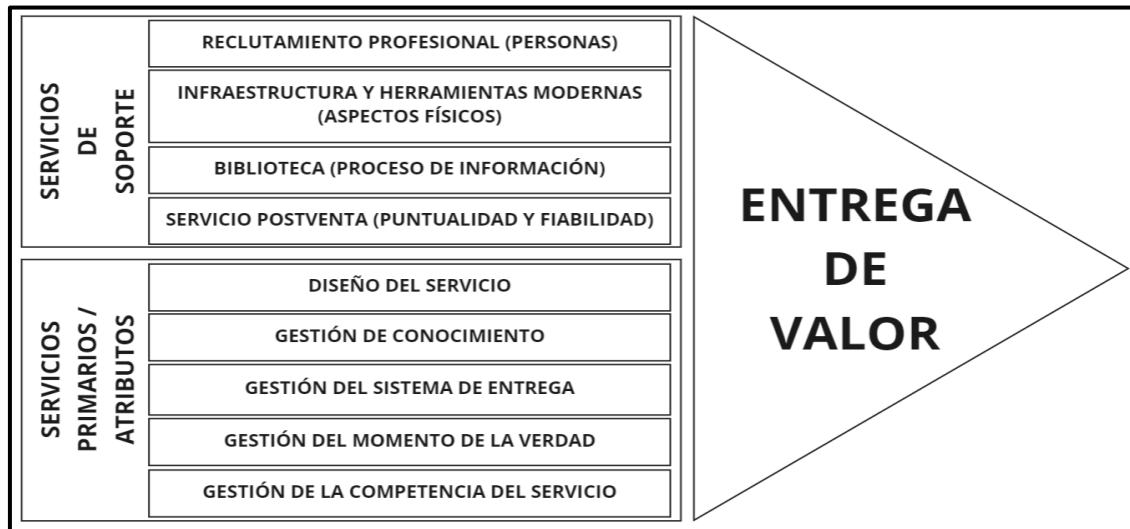 SERVICIOS
DE
SOPORTE
RECLUTAMIENTO PROFESIONAL (PERSONAS)
INFRAESTRUCTURA Y HERRAMIENTAS MODERNAS
(ASPECTOS FÍSICOS)
BIBLIOTECA (PROCESO DE INFORMACIÓN)
SERVICIO POSTVENTA (PUNTUALIDAD Y FIABILIDAD)
SERVICIOS
PRIMARIOS /
ATRIBUTOS
DISEÑO DEL SERVICIO
GESTIÓN DE CONOCIMIENTO
GESTIÓN DEL SISTEMA DE ENTREGA
GESTIÓN DEL MOMENTO DE LA VERDAD
GESTIÓN DE LA COMPETENCIA DEL SERVICIO
ENTREGA
DE
VALOR